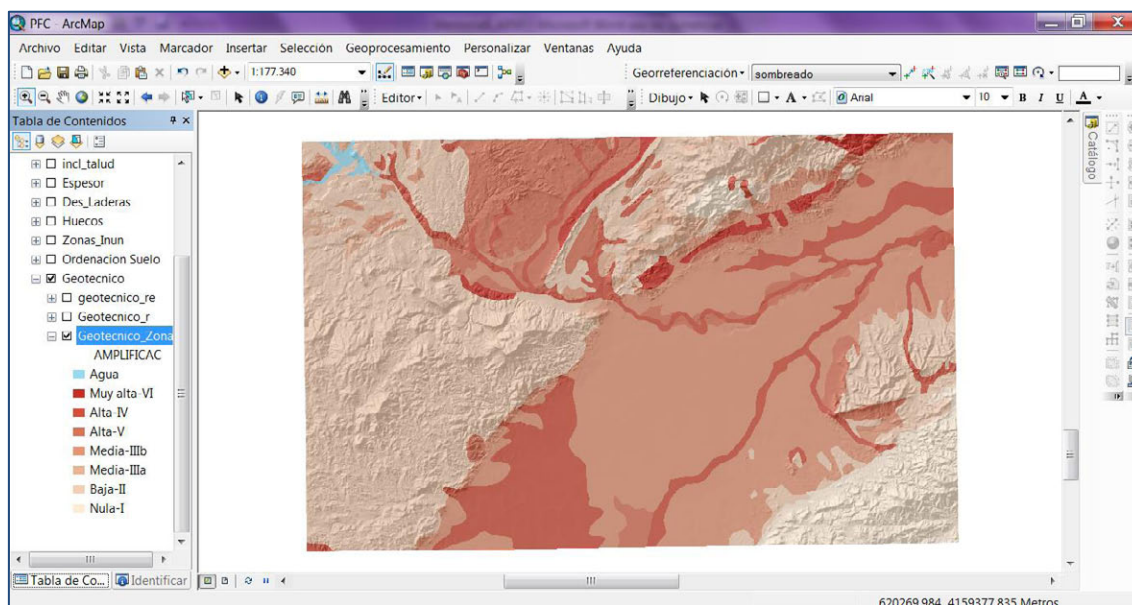 PFC - ArcMap
Archivo Editar Vista Marcador Insertar Selección Geoprocesamiento Personalizar Ventanas Ayuda
1:177.340 Georreferenciación sombreado
Editor Dibujo A Arial 10 B I U A
Tabla de Contenidos
Catálogo
incl_talud
Espesor
Des_Laderas
Huecos
Zonas_Inun
Ordenacion Suelo
Geotecnico
geotecnico_re
Geotecnico_r
Geotecnico_Zona
AMPLIFICAC
Agua
Muy alta-VI
Alta-IV
Alta-V
Media-IIIb
Media-IIIa
Baja-II
Nula-I
Tabla de Co... Identificar
620269,984 4159377,835 Metros